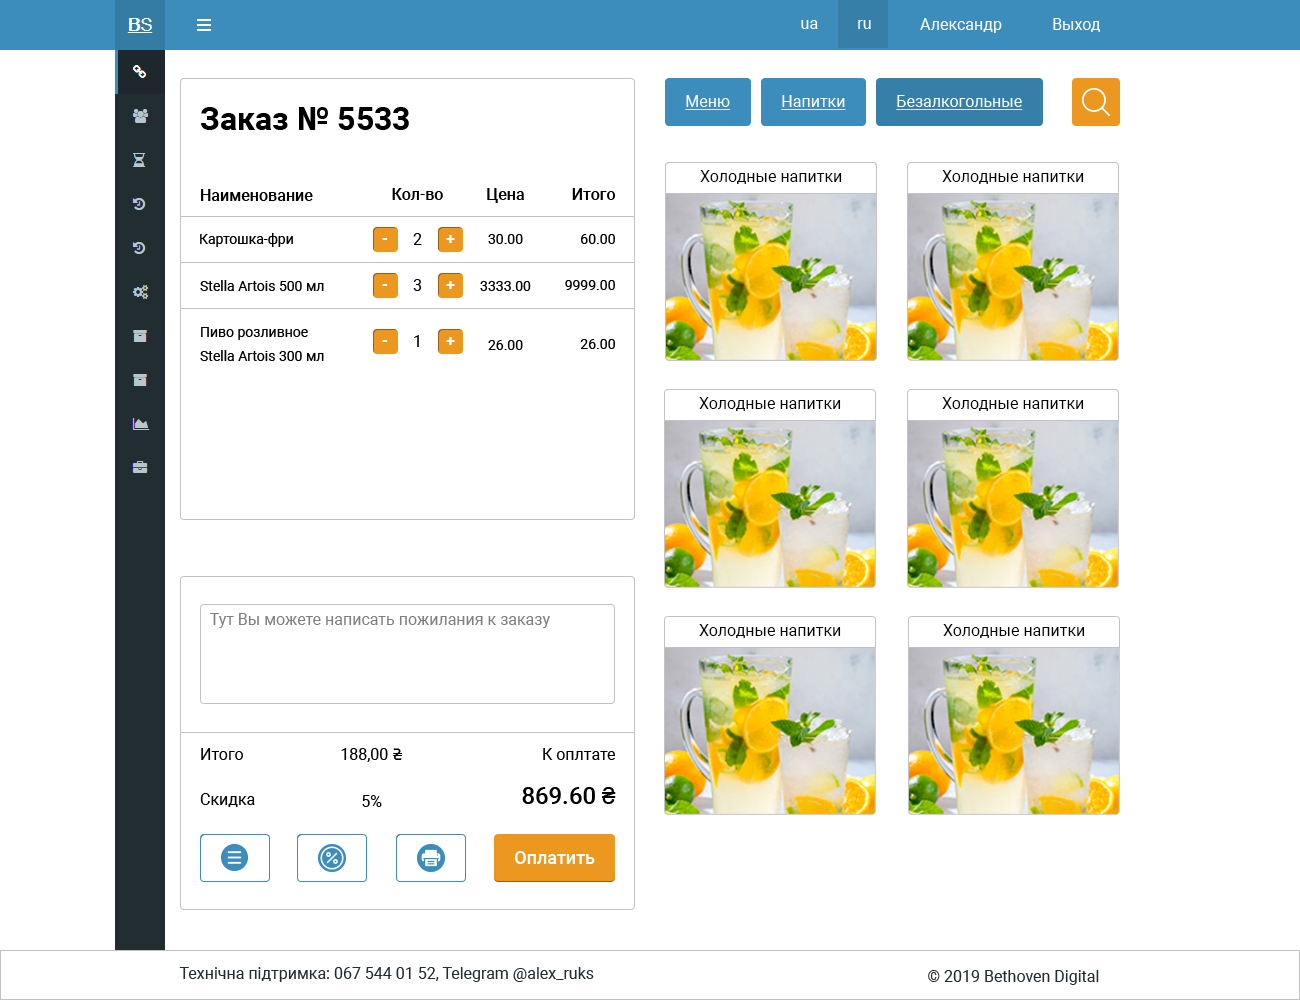 BS
ua
ru
Александр
Выход
Заказ № 5533
Наименование Кол-во Цена Итого
Картошка-фри - 2 + 30.00 60.00
Stella Artois 500 мл - 3 + 3333.00 9999.00
Пиво розливное
Stella Artois 300 мл - 1 + 26.00 26.00
Тут Вы можете написать пожилания к заказу
Итого 188,00 ₴ К оплтате
Скидка 5% 869.60 ₴
Оплатить
Меню
Напитки
Безалкогольные
Холодные напитки
Холодные напитки
Холодные напитки
Холодные напитки
Холодные напитки
Холодные напитки
Технічна підтримка: 067 544 01 52, Telegram @alex_ruks
© 2019 Bethoven Digital